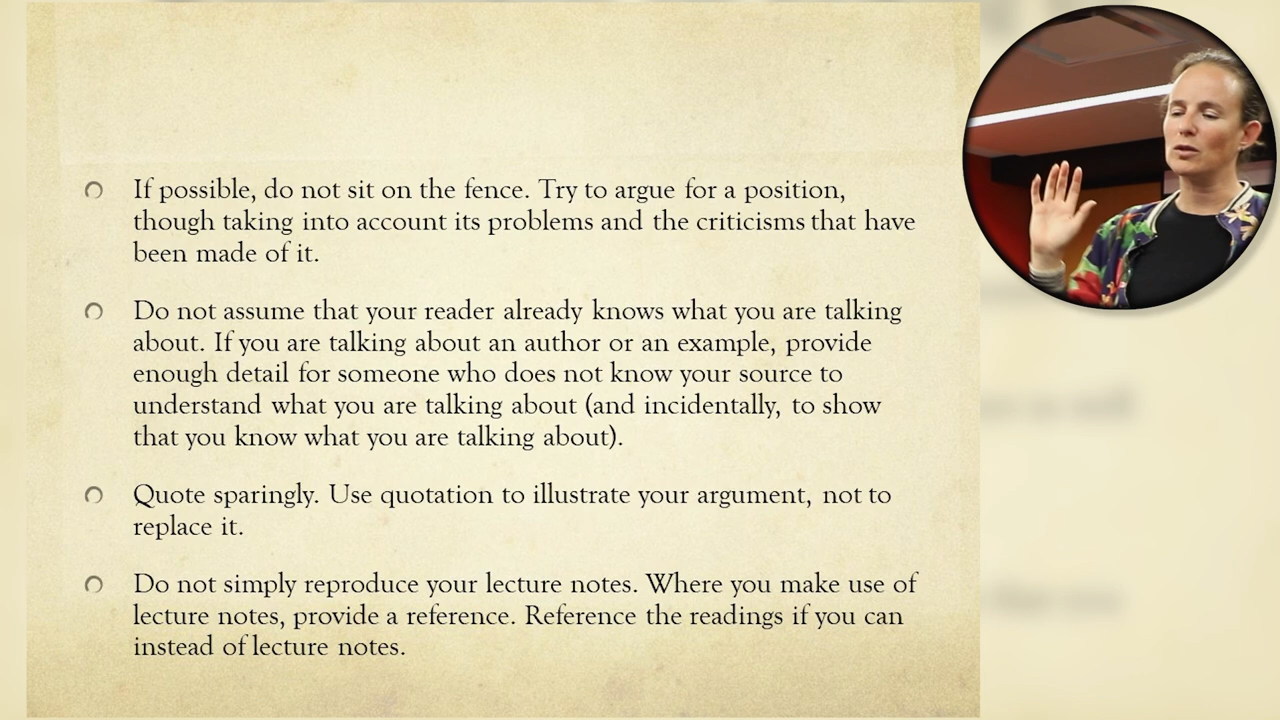 If possible, do not sit on the fence. Try to argue for a position,
though taking into account its problems and the criticisms that have
been made of it.
Do not assume that your reader already knows what you are talking
about. If you are talking about an author or an example, provide
enough detail for someone who does not know your source to
understand what you are talking about (and incidentally, to show
that you know what you are talking about).
Quote sparingly. Use quotation to illustrate your argument, not to
replace it.
Do not simply reproduce your lecture notes. Where you make use of
lecture notes, provide a reference. Reference the readings if you can
instead of lecture notes.